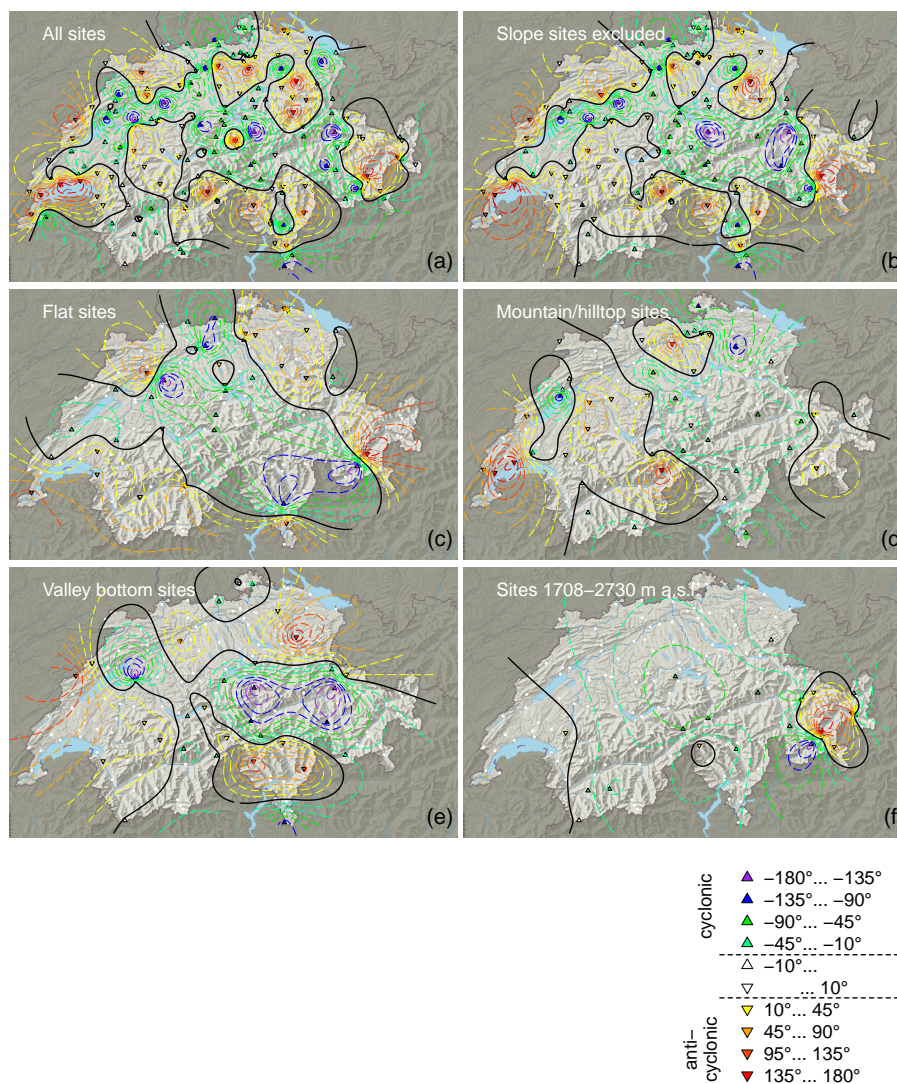 All sites
(a)
Slope sites excluded
(b)
Flat sites
(c)
Mountain/hilltop sites
(d)
Valley bottom sites
(e)
Sites 1708−2730 m a.s.l.
(f)
cyclonic
−180°... −135°
−135°... −90°
−90°... −45°
−45°... −10°
−10°...
... 10°
anti−
cyclonic
10°... 45°
45°... 90°
95°... 135°
135°... 180°